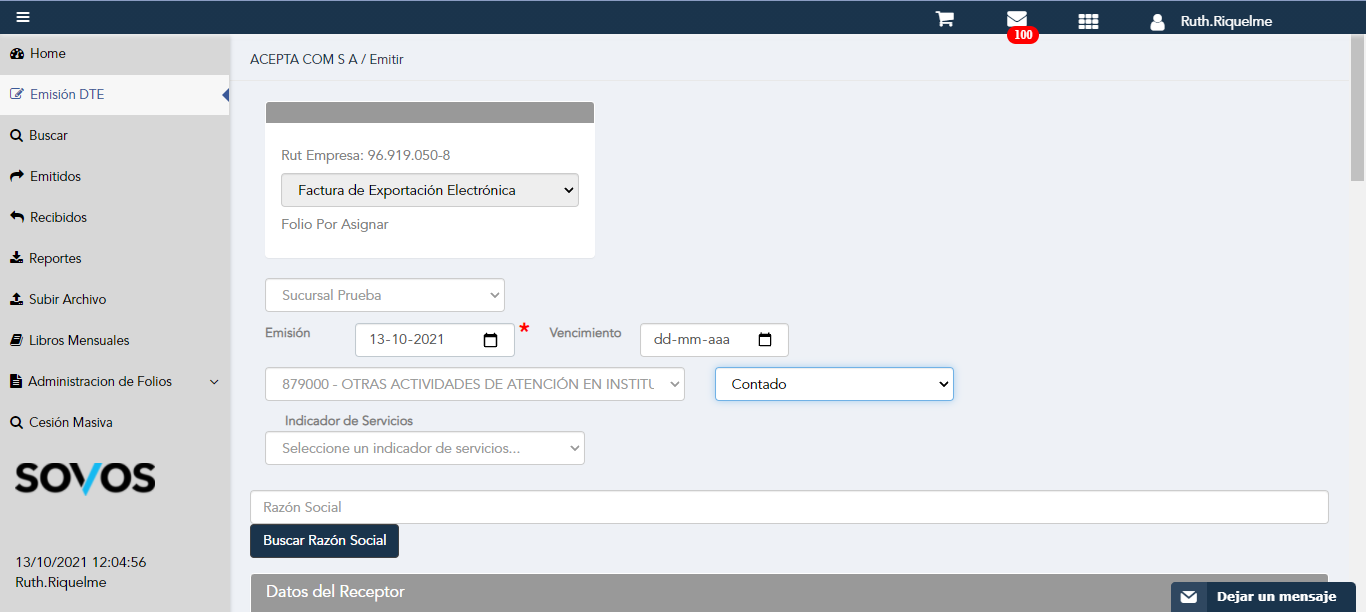 Ruth.Riquelme
100
Home
Emisión DTE
Buscar
Emitidos
Recibidos
Reportes
Subir Archivo
Libros Mensuales
Administracion de Folios
Cesión Masiva
SOVOS
13/10/2021 12:04:56
Ruth.Riquelme
ACEPTA COM S A / Emitir
Rut Empresa: 96.919.050-8
Factura de Exportación Electrónica
Folio Por Asignar
Sucursal Prueba
Emisión 13-10-2021 * Vencimiento dd-mm-aaa
879000 - OTRAS ACTIVIDADES DE ATENCIÓN EN INSTITU Contado
Indicador de Servicios
Seleccione un indicador de servicios...
Razón Social
Buscar Razón Social
Datos del Receptor
Dejar un mensaje